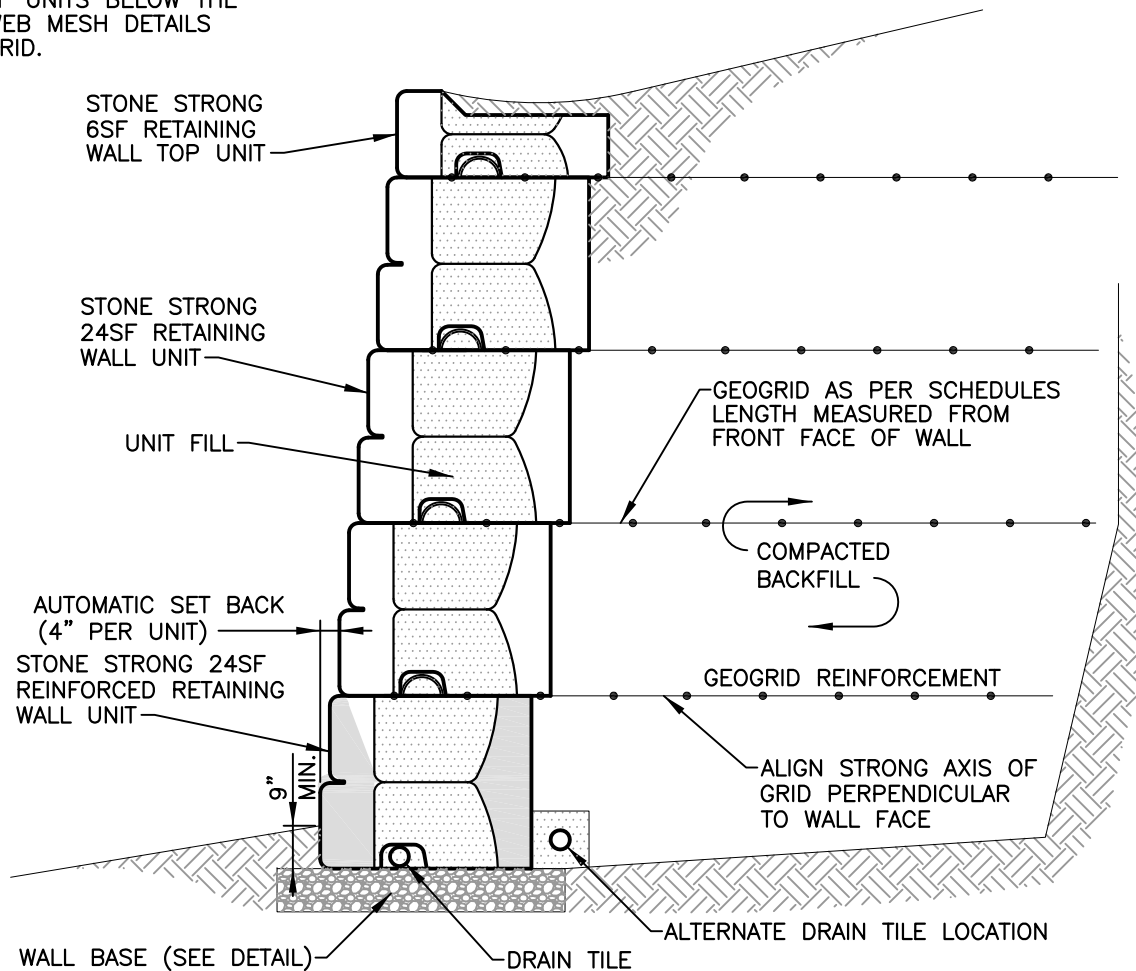 UNITS BELOW THE
MESH DETAILS
STONE STRONG
6SF RETAINING
WALL TOP UNIT
STONE STRONG
24SF RETAINING
WALL UNIT
GEOGRID AS PER SCHEDULES
LENGTH MEASURED FROM
FRONT FACE OF WALL
UNIT FILL
COMPACTED
BACKFILL
AUTOMATIC SET BACK
(4" PER UNIT)
STONE STRONG 24SF
REINFORCED RETAINING
WALL UNIT
GEOGRID REINFORCEMENT
9"
MIN.
ALIGN STRONG AXIS OF
GRID PERPENDICULAR
TO WALL FACE
ALTERNATE DRAIN TILE LOCATION
WALL BASE (SEE DETAIL)
DRAIN TILE